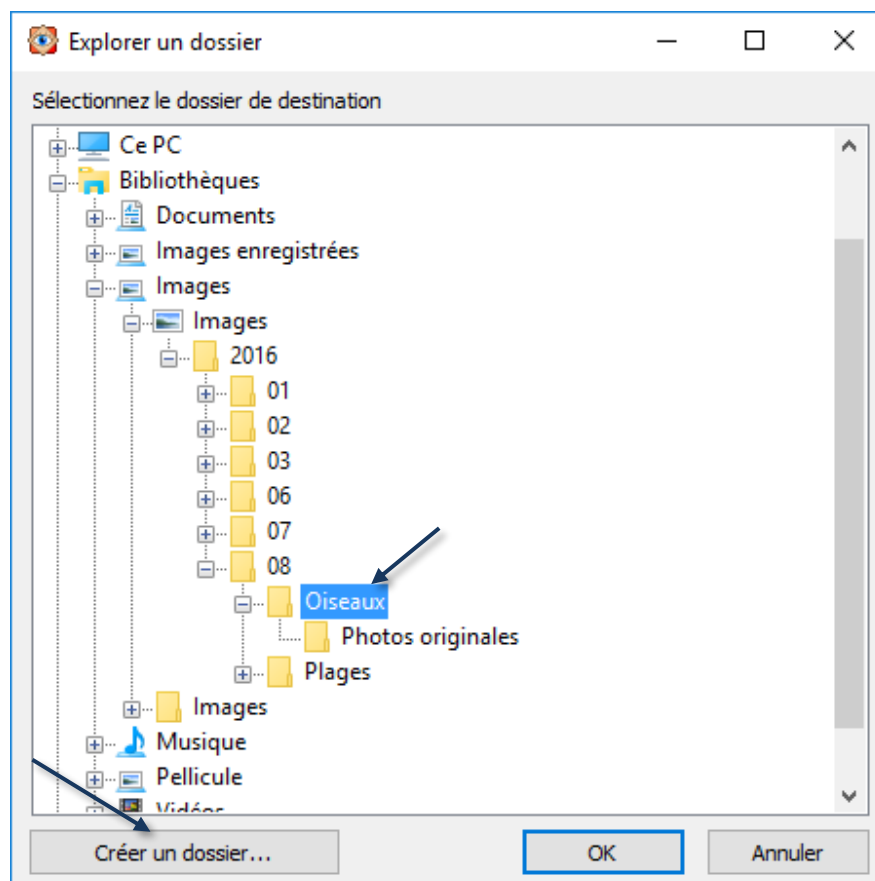 Explorer un dossier
Sélectionnez le dossier de destination
Ce PC
Bibliothèques
Documents
Images enregistrées
Images
Images
2016
01
02
03
06
07
08
Oiseaux
Photos originales
Plages
Images
Musique
Pellicule
Vidéos
Créer un dossier... OK Annuler